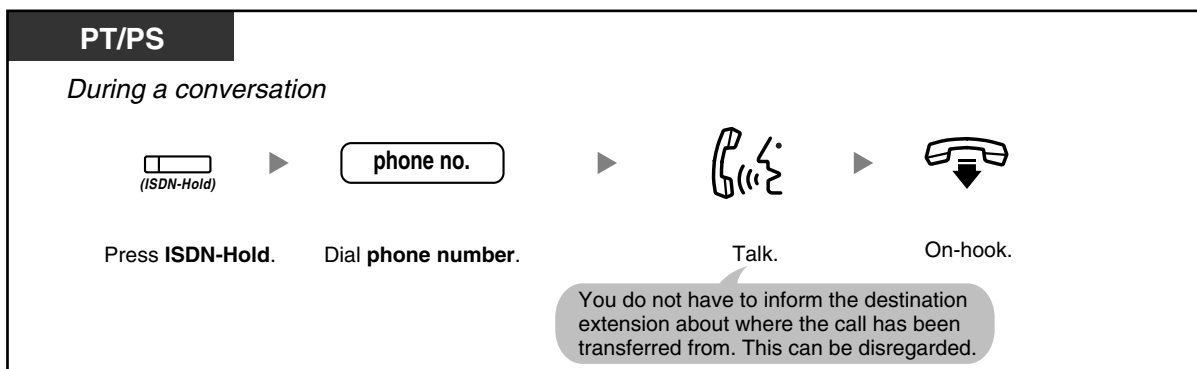 PT/PS
During a conversation
(ISDN-Hold)
phone no.
Press ISDN-Hold.
Dial phone number.
Talk.
On-hook.
You do not have to inform the destination
extension about where the call has been
transferred from. This can be disregarded.